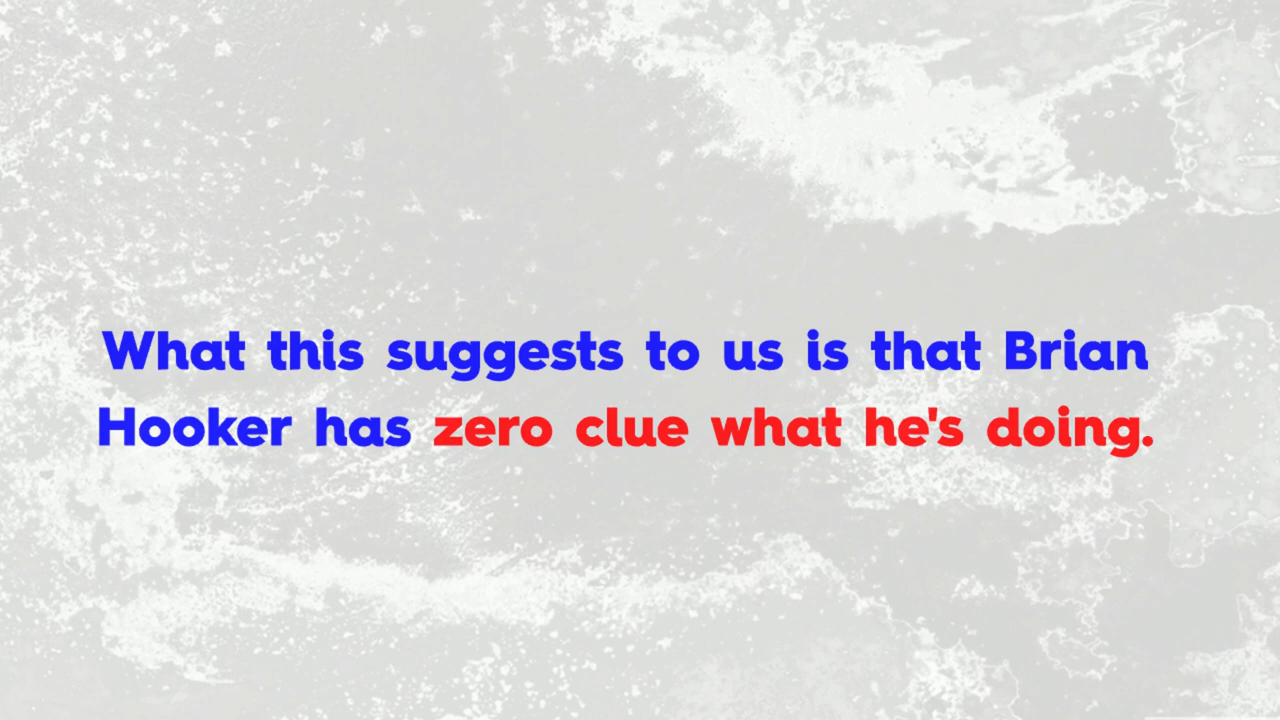 What this suggests to us is that Brian
Hooker has zero clue what he's doing.